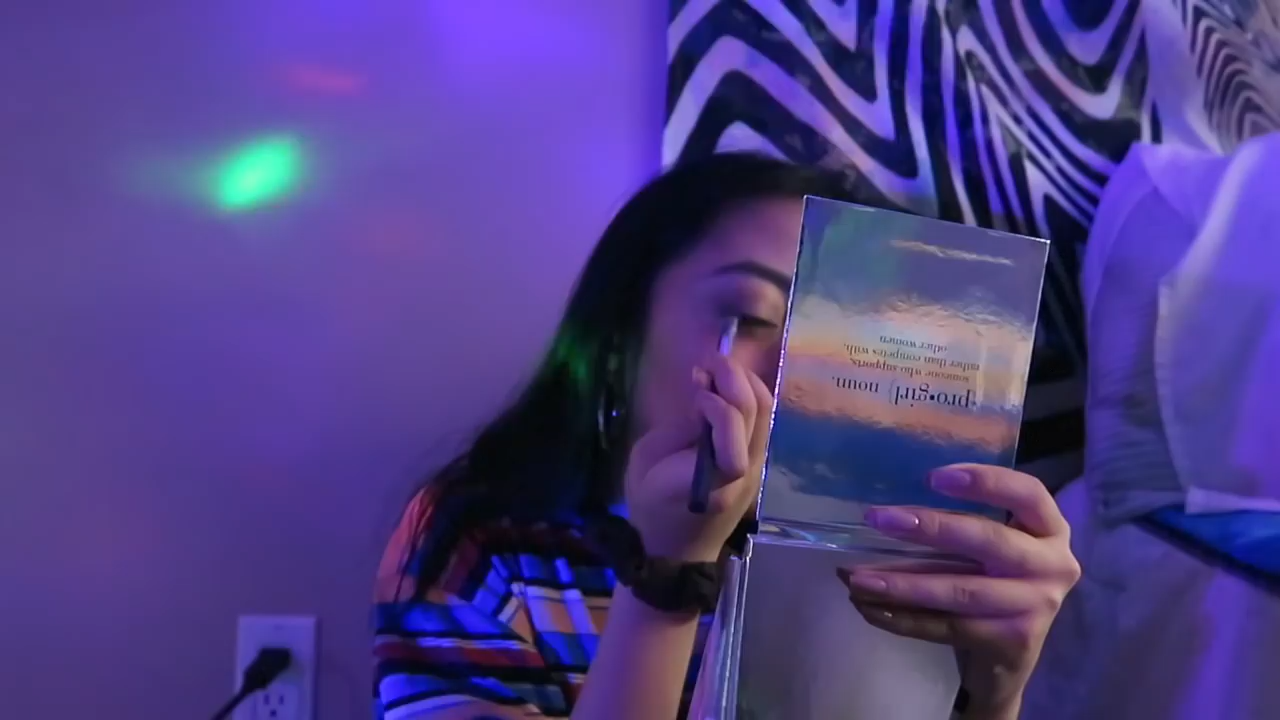 pro•girl} noun.
someone who supports,
rather than competes with,
other women